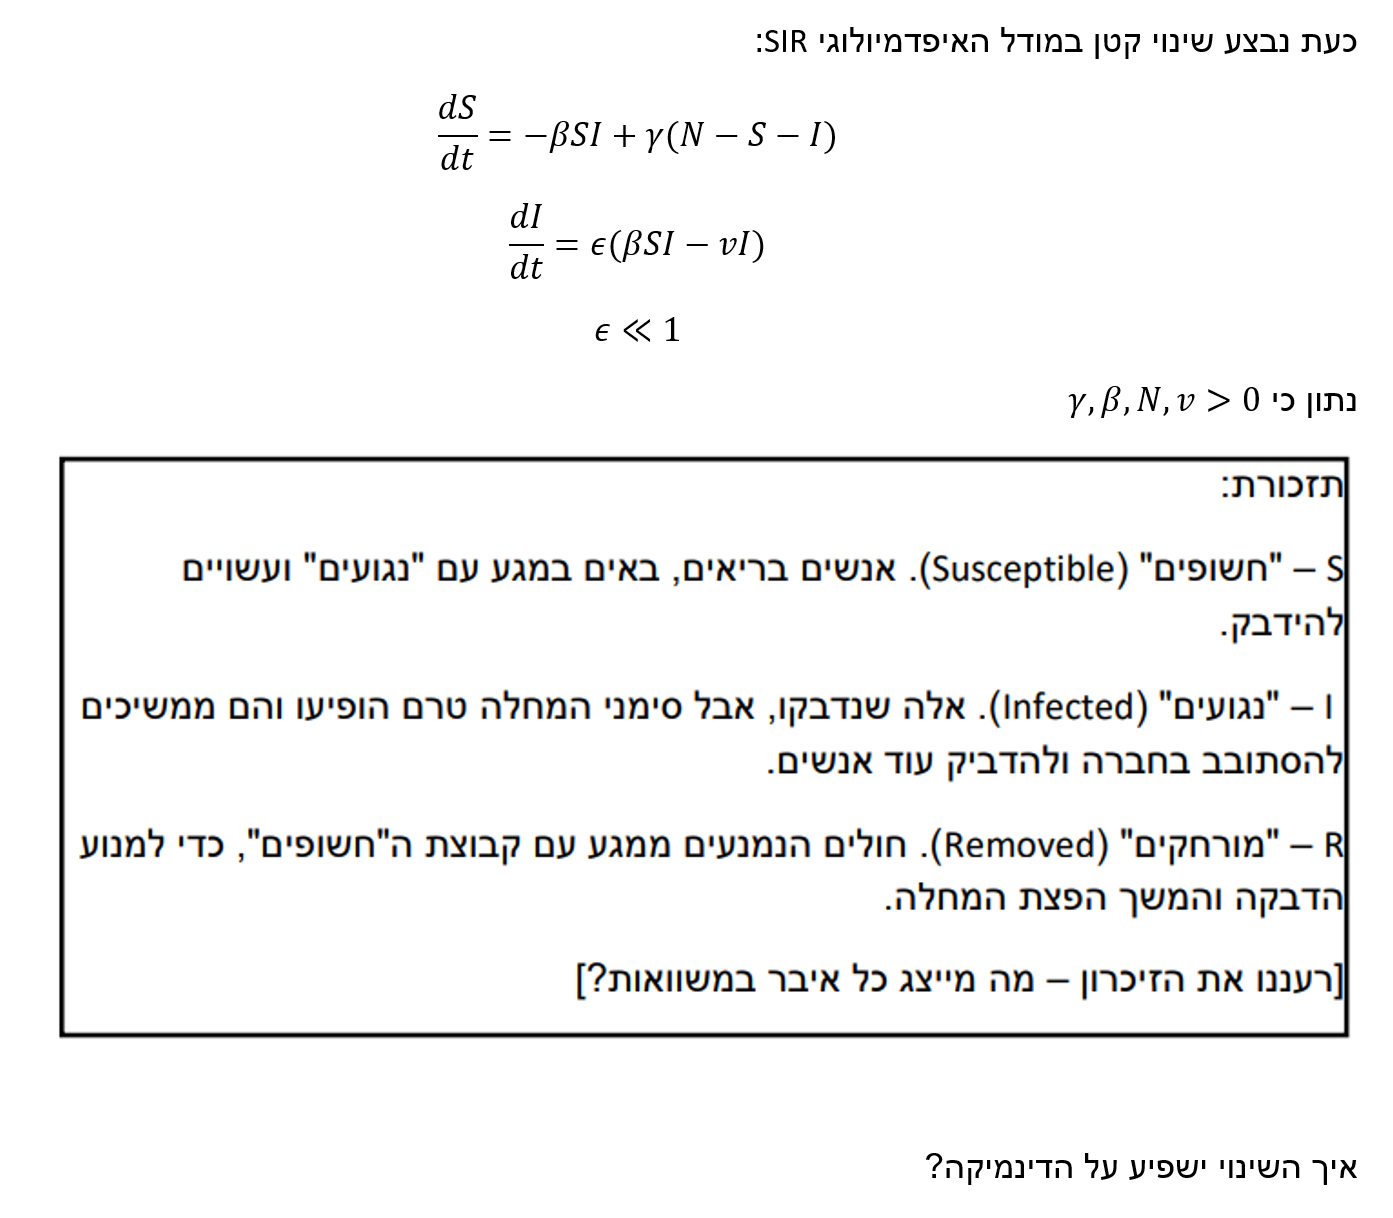 כעת נבצע שינוי קטן במודל האיפדמיולוגי SIR:
dS/dt = −βSI + γ(N − S − I)
dI/dt = ϵ(βSI − vI)
ϵ ≪ 1
נתון כי γ, β, N, v > 0
תזכורת:
S – "חשופים" (Susceptible). אנשים בריאים, באים במגע עם "נגועים" ועשויים
להידבק.
I – "נגועים" (Infected). אלה שנדבקו, אבל סימני המחלה טרם הופיעו והם ממשיכים
להסתובב בחברה ולהדביק עוד אנשים.
R – "מורחקים" (Removed). חולים הנמנעים ממגע עם קבוצת ה"חשופים", כדי למנוע
הדבקה והמשך הפצת המחלה.
[רעננו את הזיכרון – מה מייצג כל איבר במשוואות?]
איך השינוי ישפיע על הדינמיקה?